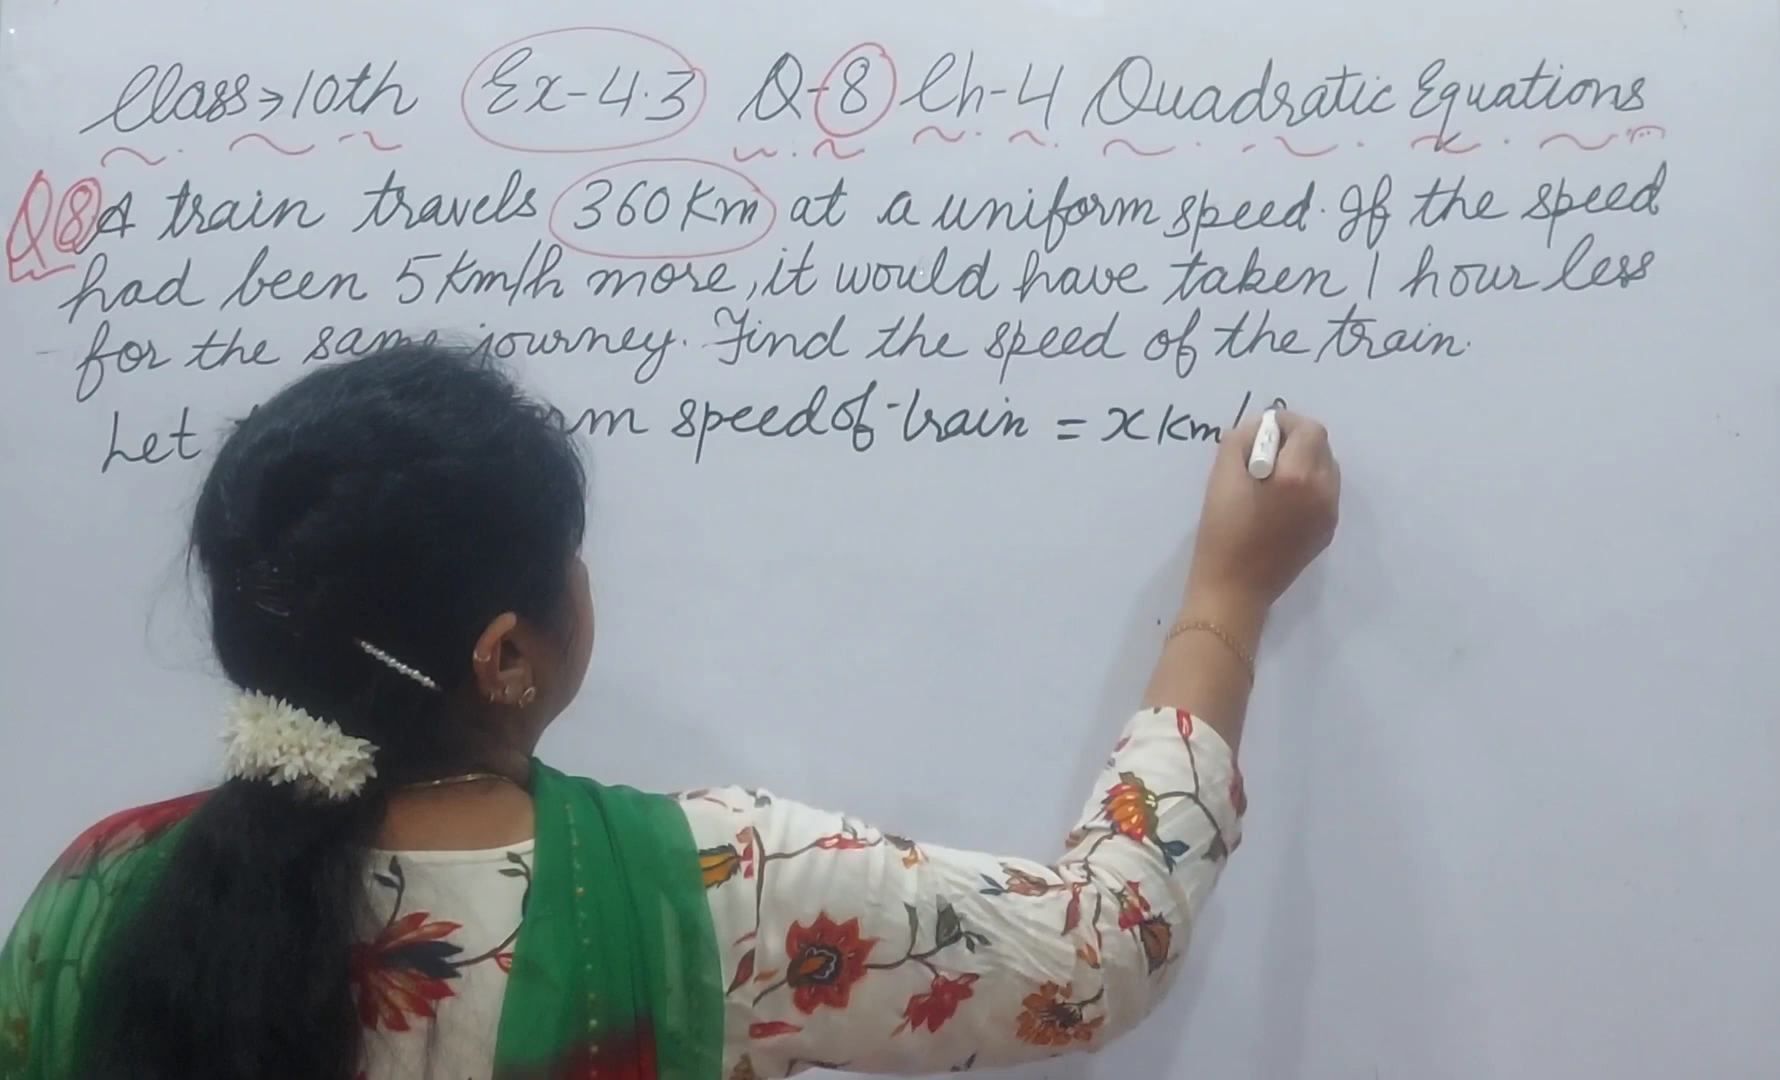 Class → 10th Ex-4.3 Q-8 Ch-4 Quadratic Equations
Q8 A train travels 360 Km at a uniform speed. If the speed
had been 5 Km/h more, it would have taken 1 hour less
for the same journey. Find the speed of the train.
Let speed of train = x Km/